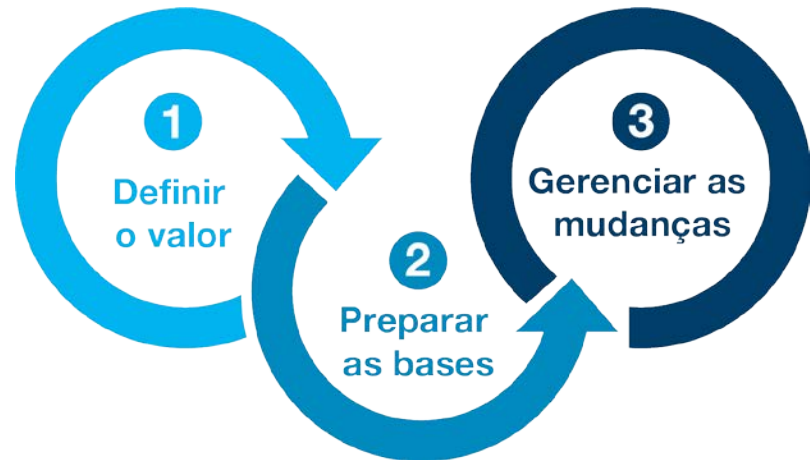 1
Definir
o valor
2
Preparar
as bases
3
Gerenciar as
mudanças